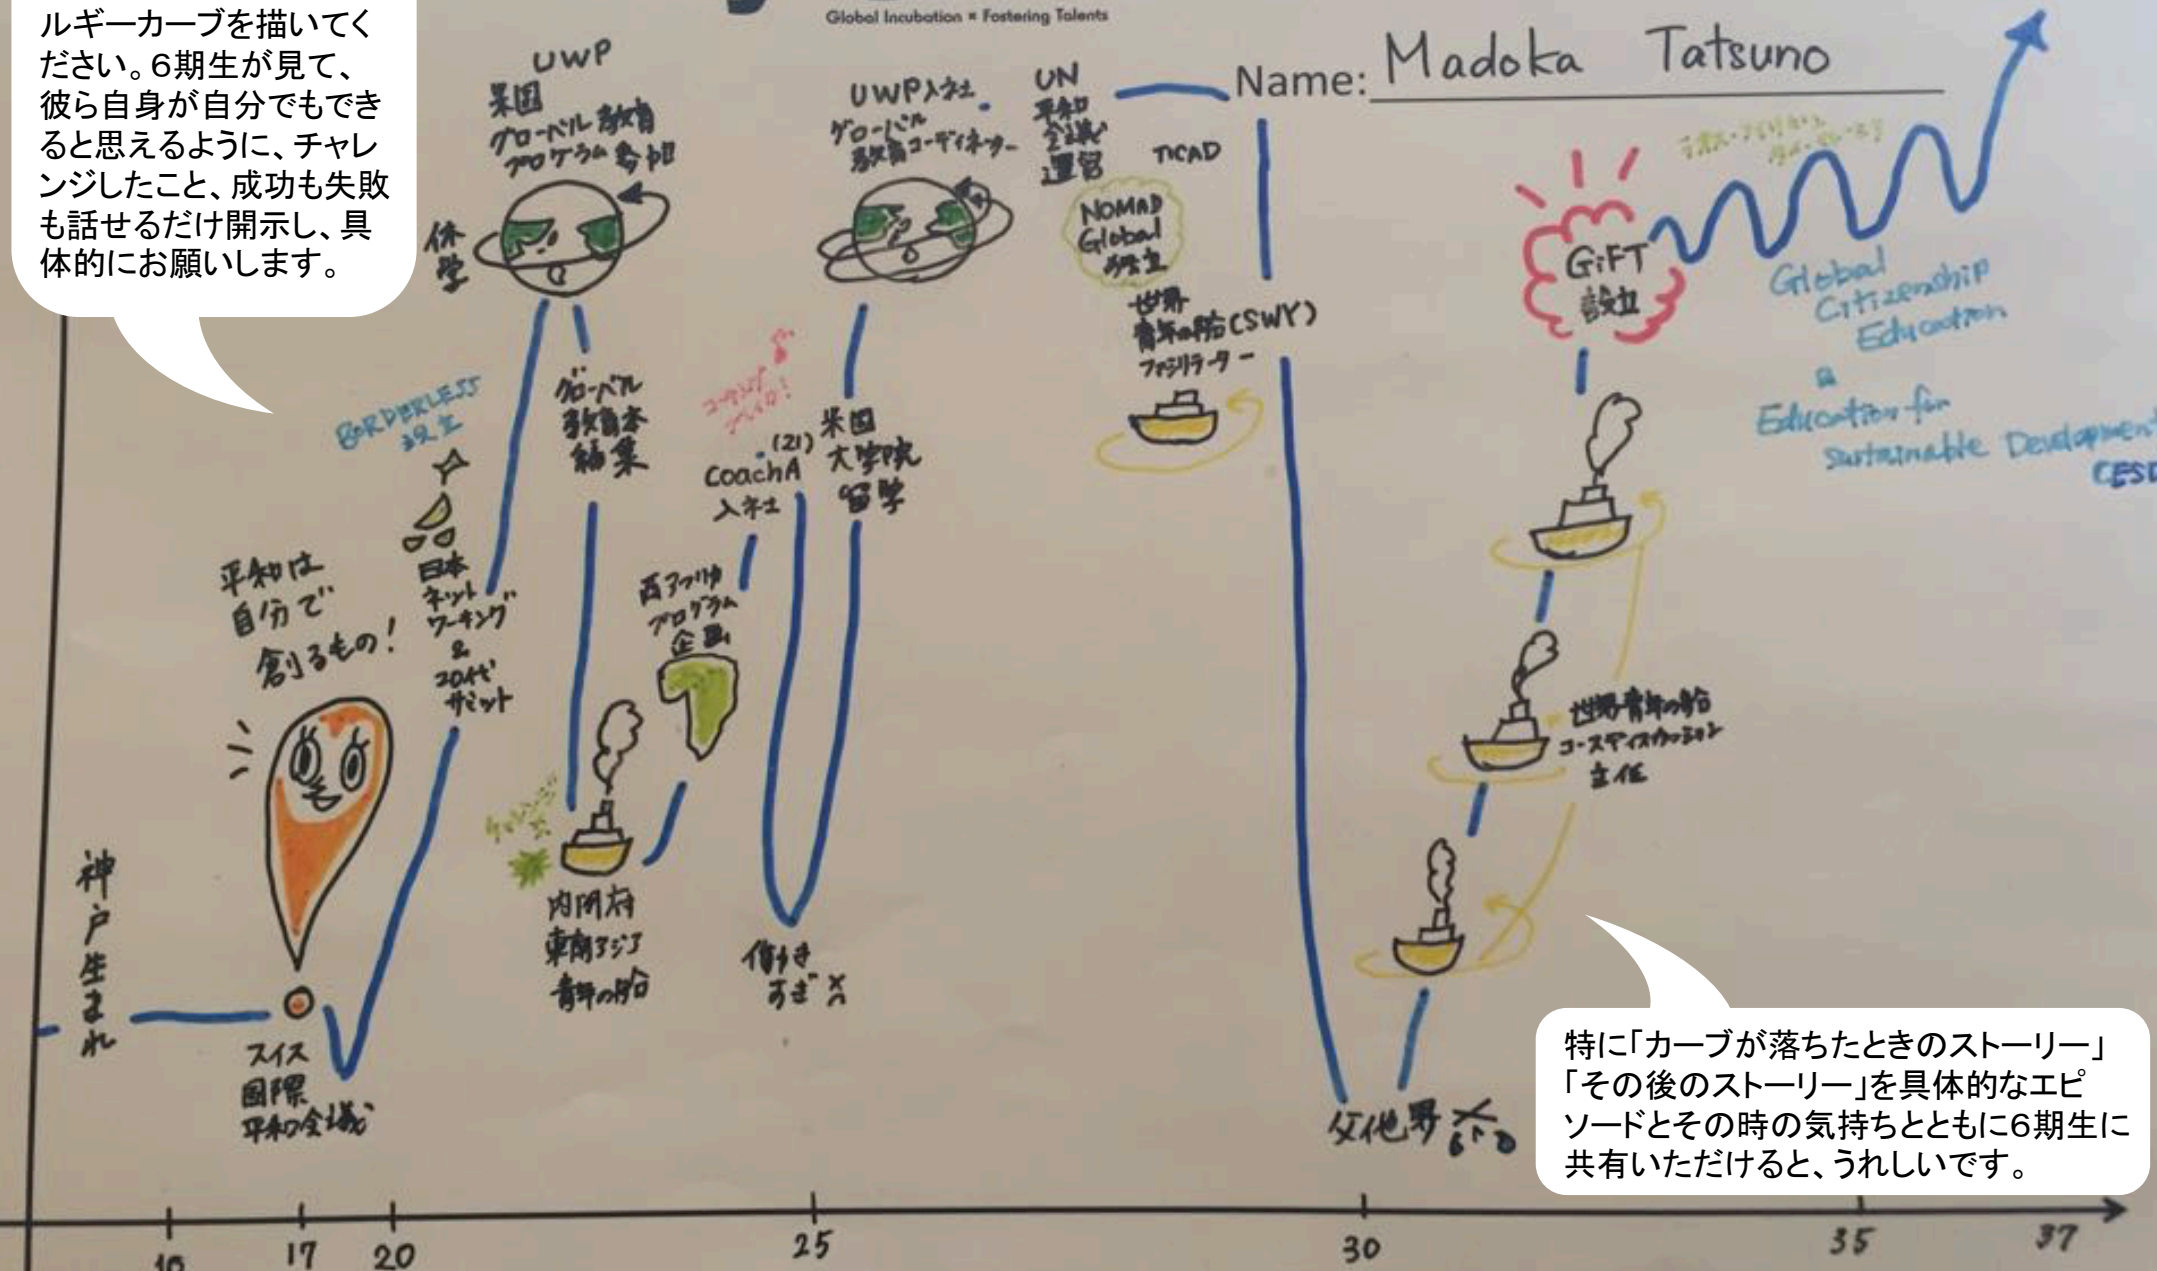 ルギーカーブを描いてく
ださい。6期生が見て、
彼ら自身が自分でもでき
ると思えるように、チャレ
ンジしたこと、成功も失敗
も話せるだけ開示し、具
体的にお願いします。
Global Incubation × Fostering Talents
Name: Madoka Tatsuno
神戸生まれ
スイス
国際
平和会議
平和は
自分で
創るもの!
BORDERLESS
設立
日本
ネット
ワーキング
&
20代
サミット
休学
UWP
米国
グローバル教育
プログラム参加
グローバル
教育本
編集
内閣府
東南アジア
青年の船
西アフリカ
プログラム
企画
(21)
CoachA
入社
働き
すぎ
米国
大学院
留学
UWP入社
グローバル
教育コーディネーター
UN
平和
会議
運営
TICAD
NOMAD
Global
独立
世界
青年の船(SWY)
ファシリテーター
父他界
世界青年の船
コースディスカッション
主任
GiFT
設立
Global
Citizenship
Education
&
Education for
Sustainable Development
CESD
特に「カーブが落ちたときのストーリー」
「その後のストーリー」を具体的なエピ
ソードとその時の気持ちとともに6期生に
共有いただけると、うれしいです。
10 17 20 25 30 35 37